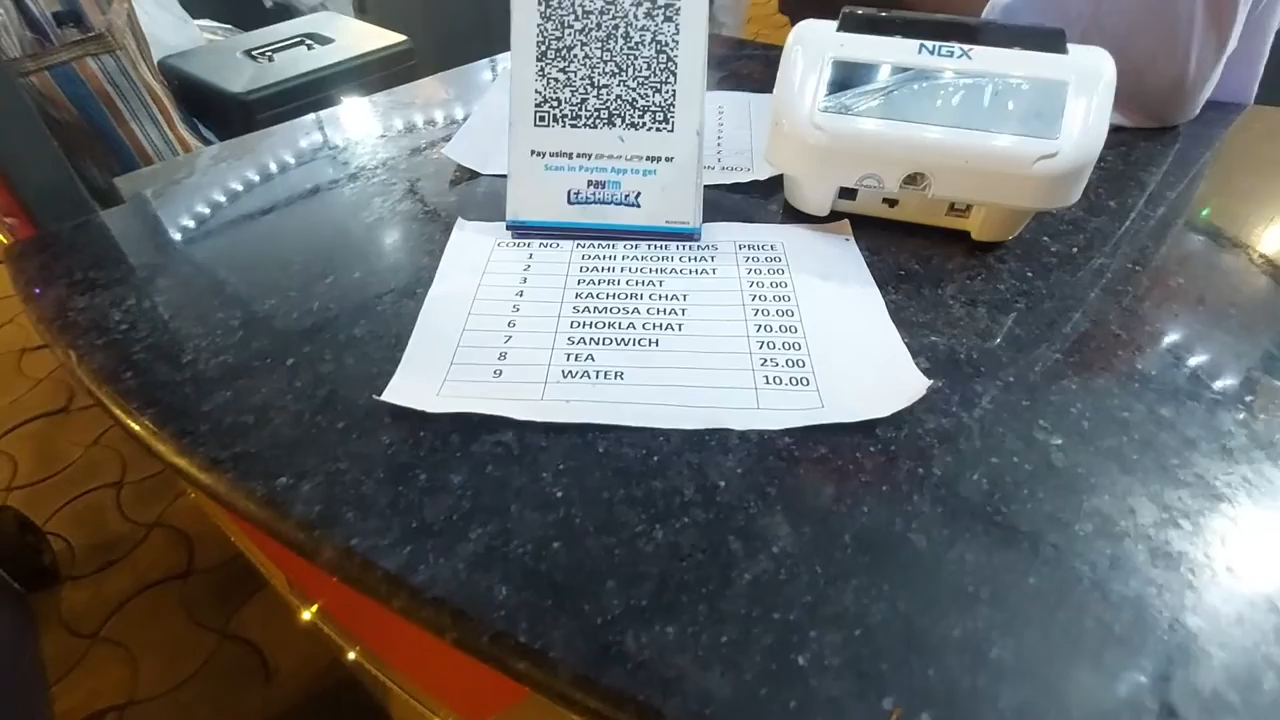 NGX
Pay using any BHIM UPI app or
Scan in Paytm App to get
Paytm
CASHBACK
CODE NO. NAME OF THE ITEMS PRICE
1 DAHI PAKORI CHAT 70.00
2 DAHI FUCHKACHAT 70.00
3 PAPRI CHAT 70.00
4 KACHORI CHAT 70.00
5 SAMOSA CHAT 70.00
6 DHOKLA CHAT 70.00
7 SANDWICH 70.00
8 TEA 25.00
9 WATER 10.00